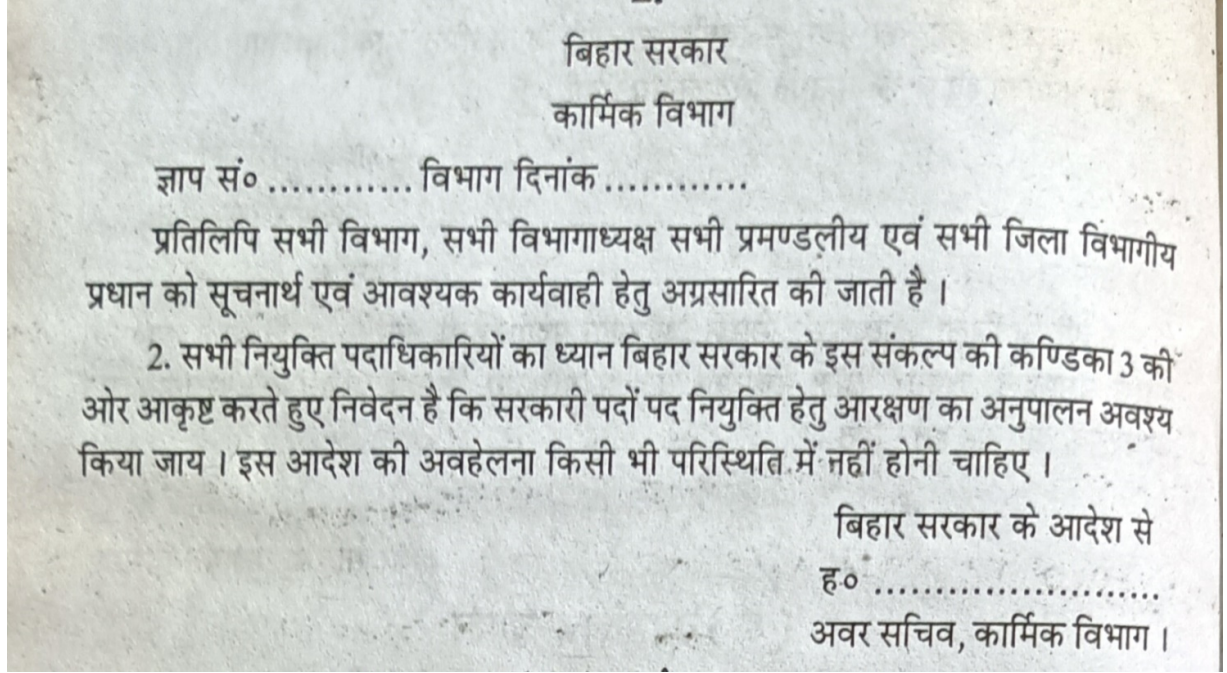 बिहार सरकार
कार्मिक विभाग
ज्ञाप सं० ............ विभाग दिनांक ............
प्रतिलिपि सभी विभाग, सभी विभागाध्यक्ष सभी प्रमण्डलीय एवं सभी जिला विभागीय
प्रधान को सूचनार्थ एवं आवश्यक कार्यवाही हेतु अग्रसारित की जाती है ।
2. सभी नियुक्ति पदाधिकारियों का ध्यान बिहार सरकार के इस संकल्प की कण्डिका 3 की
ओर आकृष्ट करते हुए निवेदन है कि सरकारी पदों पद नियुक्ति हेतु आरक्षण का अनुपालन अवश्य
किया जाय । इस आदेश की अवहेलना किसी भी परिस्थिति में नहीं होनी चाहिए ।
बिहार सरकार के आदेश से
ह० ........................
अवर सचिव, कार्मिक विभाग ।